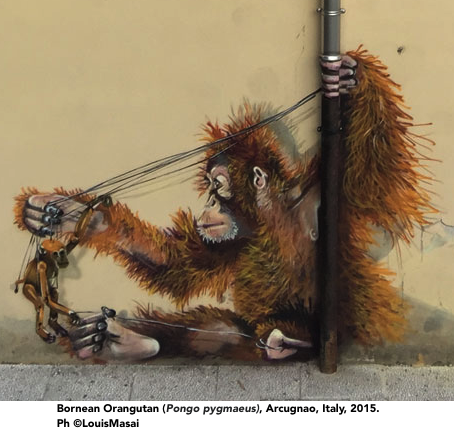 Bornean Orangutan (Pongo pygmaeus), Arcugnao, Italy, 2015.
Ph ©LouisMasai